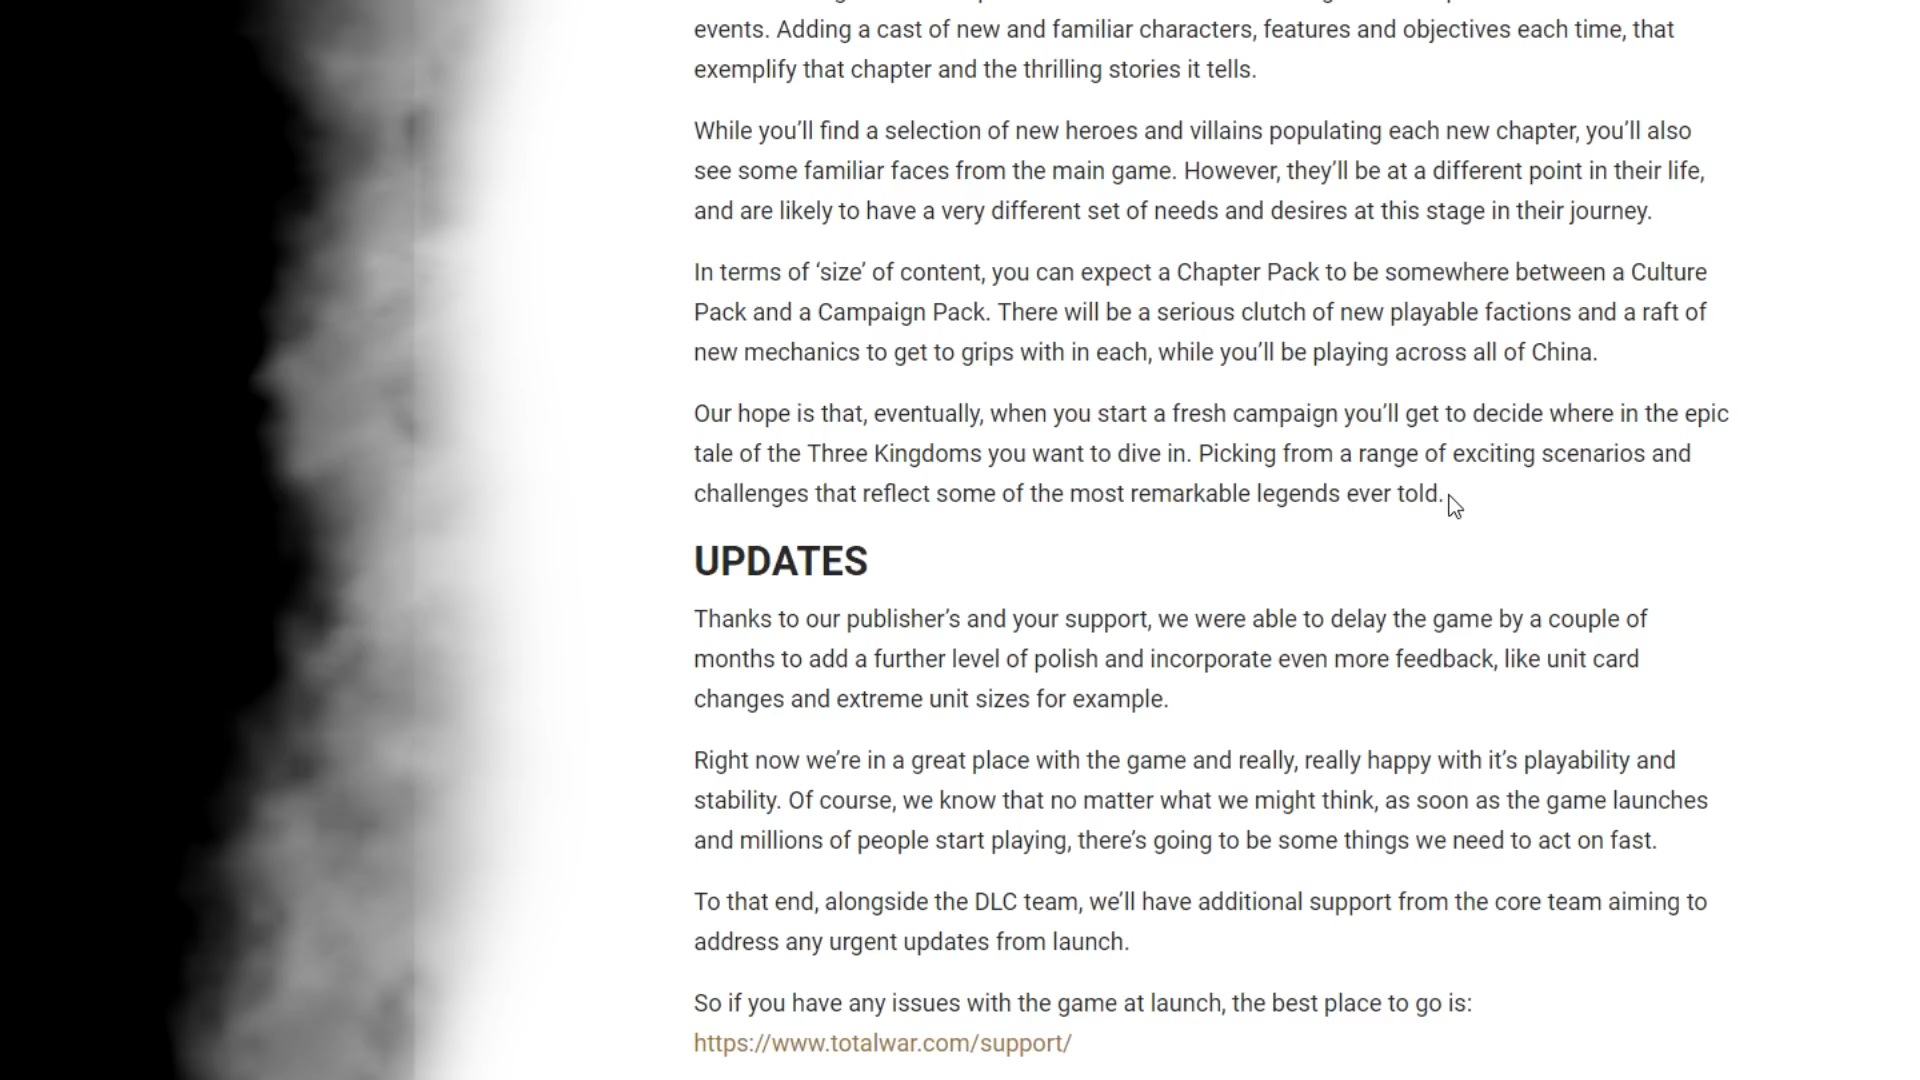 events. Adding a cast of new and familiar characters, features and objectives each time, that
exemplify that chapter and the thrilling stories it tells.
While you’ll find a selection of new heroes and villains populating each new chapter, you’ll also
see some familiar faces from the main game. However, they’ll be at a different point in their life,
and are likely to have a very different set of needs and desires at this stage in their journey.
In terms of ‘size’ of content, you can expect a Chapter Pack to be somewhere between a Culture
Pack and a Campaign Pack. There will be a serious clutch of new playable factions and a raft of
new mechanics to get to grips with in each, while you’ll be playing across all of China.
Our hope is that, eventually, when you start a fresh campaign you’ll get to decide where in the epic
tale of the Three Kingdoms you want to dive in. Picking from a range of exciting scenarios and
challenges that reflect some of the most remarkable legends ever told.
UPDATES
Thanks to our publisher’s and your support, we were able to delay the game by a couple of
months to add a further level of polish and incorporate even more feedback, like unit card
changes and extreme unit sizes for example.
Right now we’re in a great place with the game and really, really happy with it’s playability and
stability. Of course, we know that no matter what we might think, as soon as the game launches
and millions of people start playing, there’s going to be some things we need to act on fast.
To that end, alongside the DLC team, we’ll have additional support from the core team aiming to
address any urgent updates from launch.
So if you have any issues with the game at launch, the best place to go is:
https://www.totalwar.com/support/